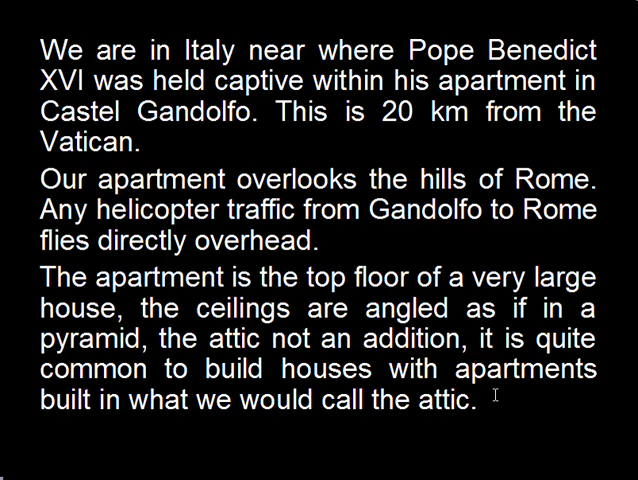 We are in Italy near where Pope Benedict
XVI was held captive within his apartment in
Castel Gandolfo. This is 20 km from the
Vatican.
Our apartment overlooks the hills of Rome.
Any helicopter traffic from Gandolfo to Rome
flies directly overhead.
The apartment is the top floor of a very large
house, the ceilings are angled as if in a
pyramid, the attic not an addition, it is quite
common to build houses with apartments
built in what we would call the attic.